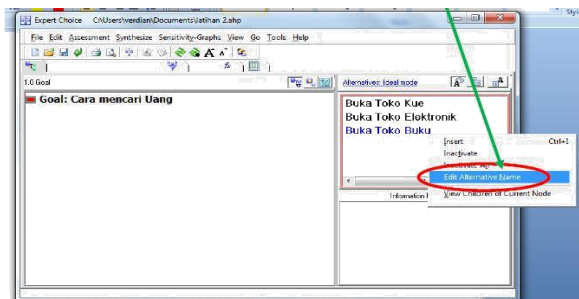 Expert Choice C:\Users\verdian\Documents\latihan 2.ahp
File Edit Assessment Synthesize Sensitivity-Graphs View Go Tools Help
1.0 Goal
Alternatives: Ideal mode
Goal: Cara mencari Uang
Buka Toko Kue
Buka Toko Elektronik
Buka Toko Buku
Insert Ctrl+I
Inactivate
Inactivate All
Edit Alternative Name
View Children of Current Node
Information